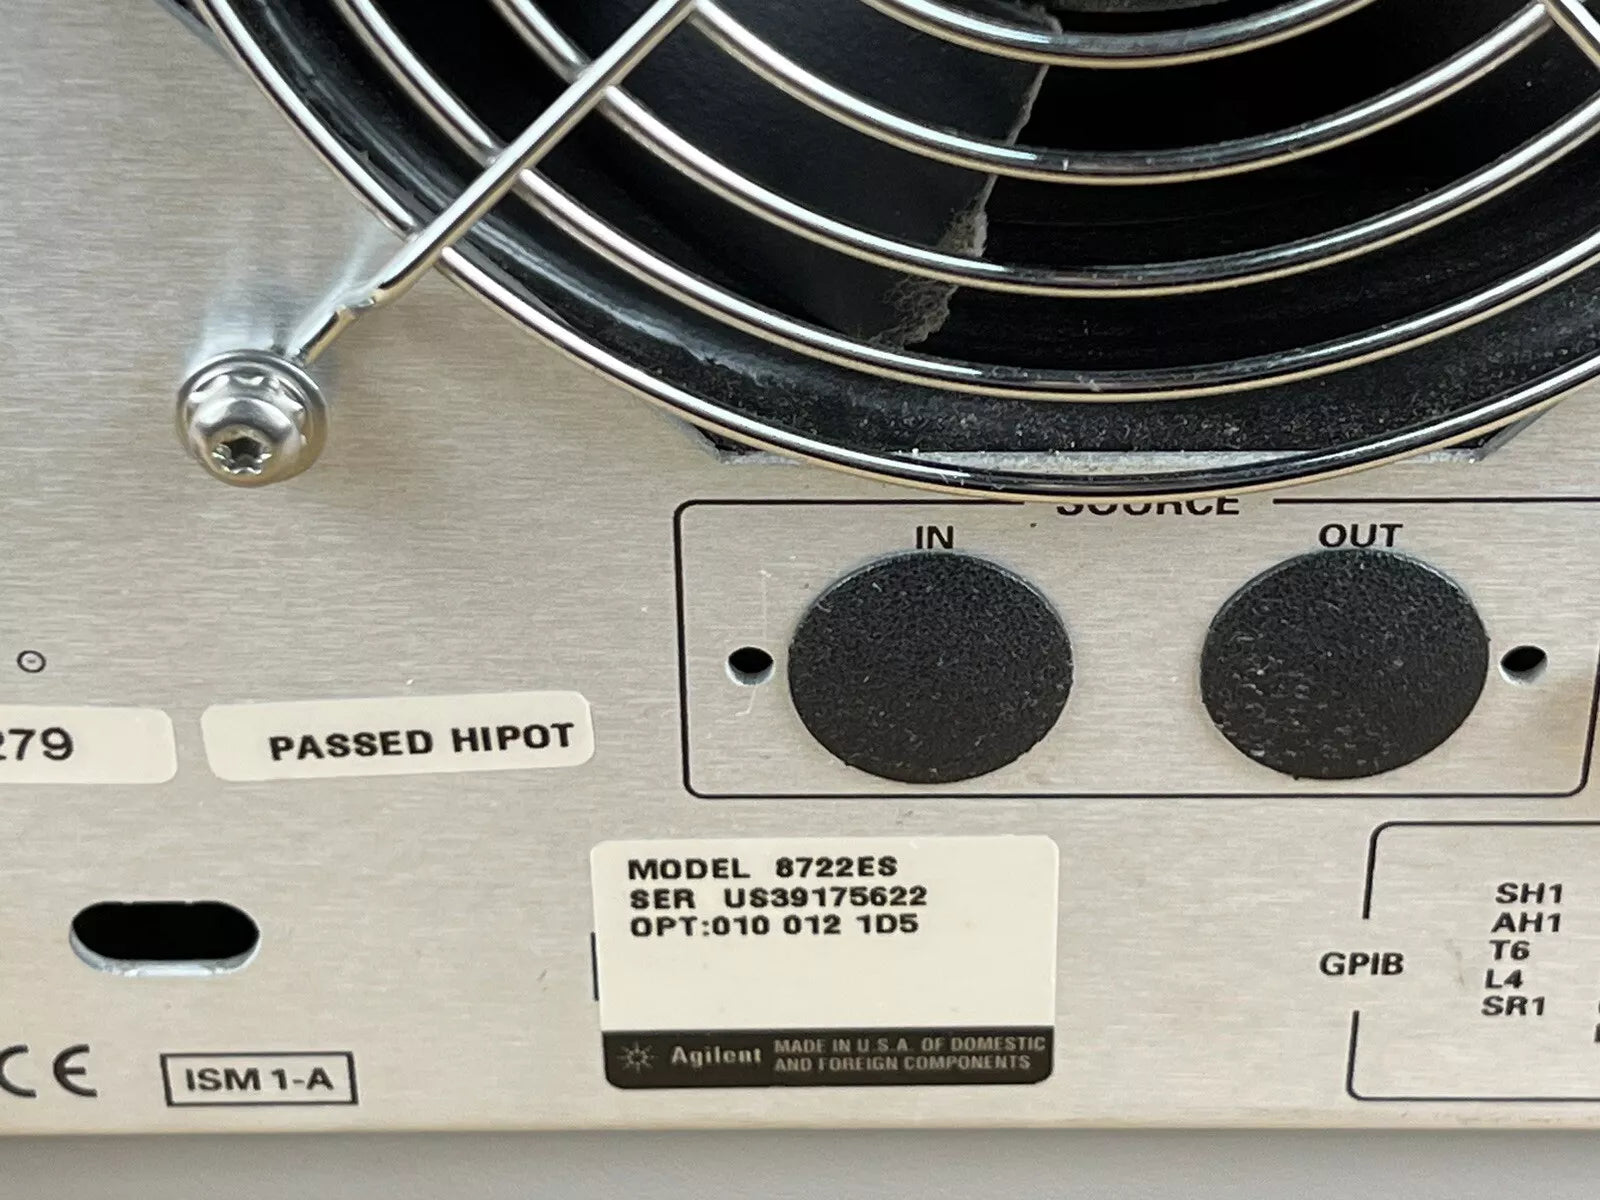 SOURCE
IN OUT
279
PASSED HIPOT
MODEL 8722ES
SER US39175622
OPT:010 012 1D5
Agilent MADE IN U.S.A. OF DOMESTIC
AND FOREIGN COMPONENTS
GPIB
SH1
AH1
T6
L4
SR1
CE
ISM 1-A